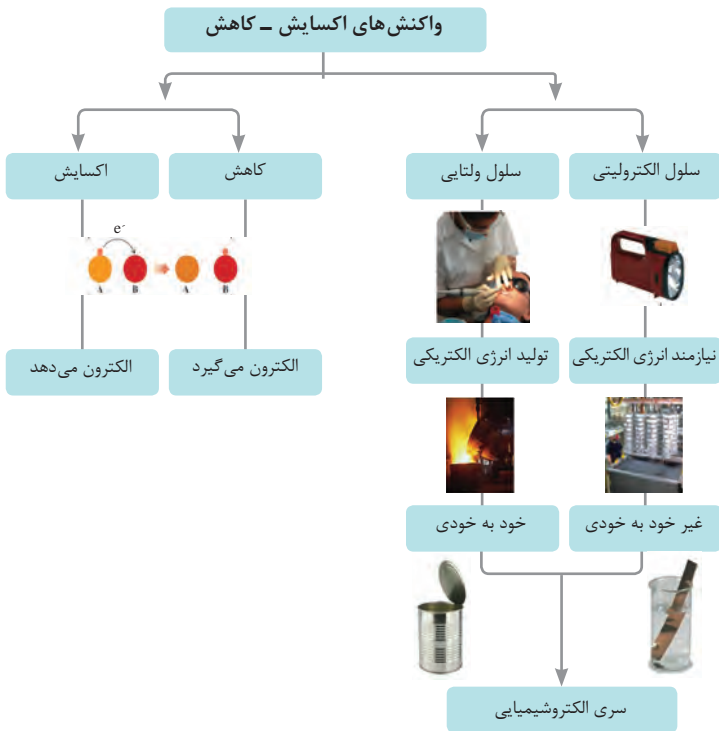 واکنش‌های اکسایش ــ کاهش
سلول الکترولیتی
سلول ولتایی
کاهش
اکسایش
e-
A
B
A
B
نیازمند انرژی الکتریکی
تولید انرژی الکتریکی
الکترون می‌گیرد
الکترون می‌دهد
غیر خود به خودی
خود به خودی
سری الکتروشیمیایی